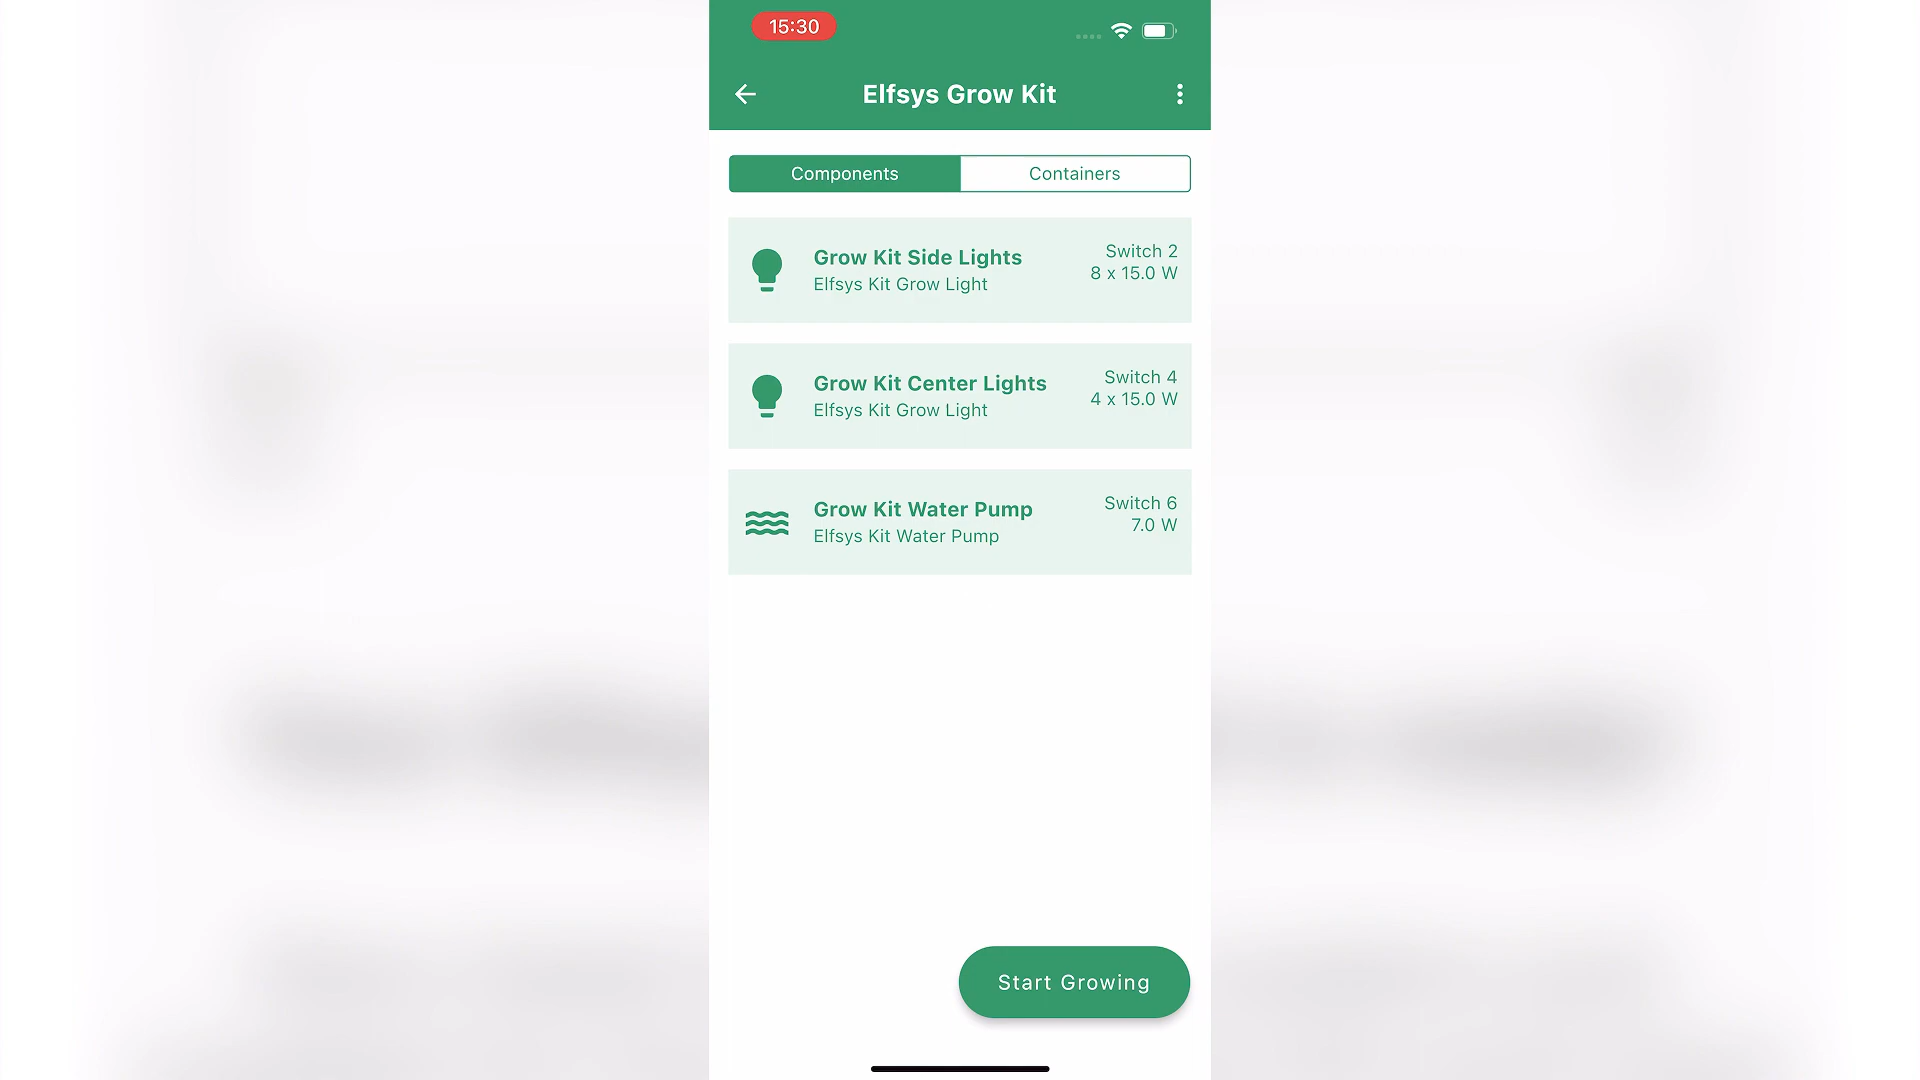 15:30
Elfsys Grow Kit
Components
Containers
Grow Kit Side Lights
Elfsys Kit Grow Light
Switch 2
8 x 15.0 W
Grow Kit Center Lights
Elfsys Kit Grow Light
Switch 4
4 x 15.0 W
Grow Kit Water Pump
Elfsys Kit Water Pump
Switch 6
7.0 W
Start Growing